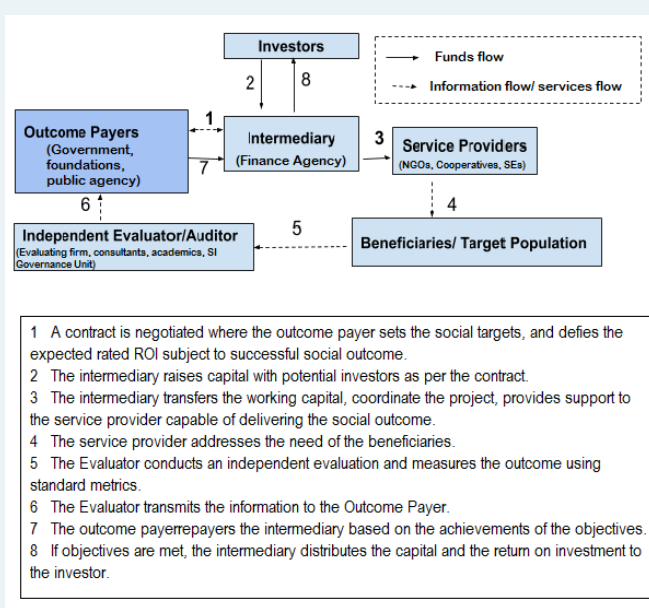 Investors
Funds flow
Information flow/ services flow
2
8
1
Outcome Payers
(Government,
foundations,
public agency)
7
Intermediary
(Finance Agency)
3
Service Providers
(NGOs, Cooperatives, SEs)
6
4
Independent Evaluator/Auditor
(Evaluating firm, consultants, academics, SI
Governance Unit)
5
Beneficiaries/ Target Population
1 A contract is negotiated where the outcome payer sets the social targets, and defies the
expected rated ROI subject to successful social outcome.
2 The intermediary raises capital with potential investors as per the contract.
3 The intermediary transfers the working capital, coordinate the project, provides support to
the service provider capable of delivering the social outcome.
4 The service provider addresses the need of the beneficiaries.
5 The Evaluator conducts an independent evaluation and measures the outcome using
standard metrics.
6 The Evaluator transmits the information to the Outcome Payer.
7 The outcome payerrepayers the intermediary based on the achievements of the objectives.
8 If objectives are met, the intermediary distributes the capital and the return on investment to
the investor.